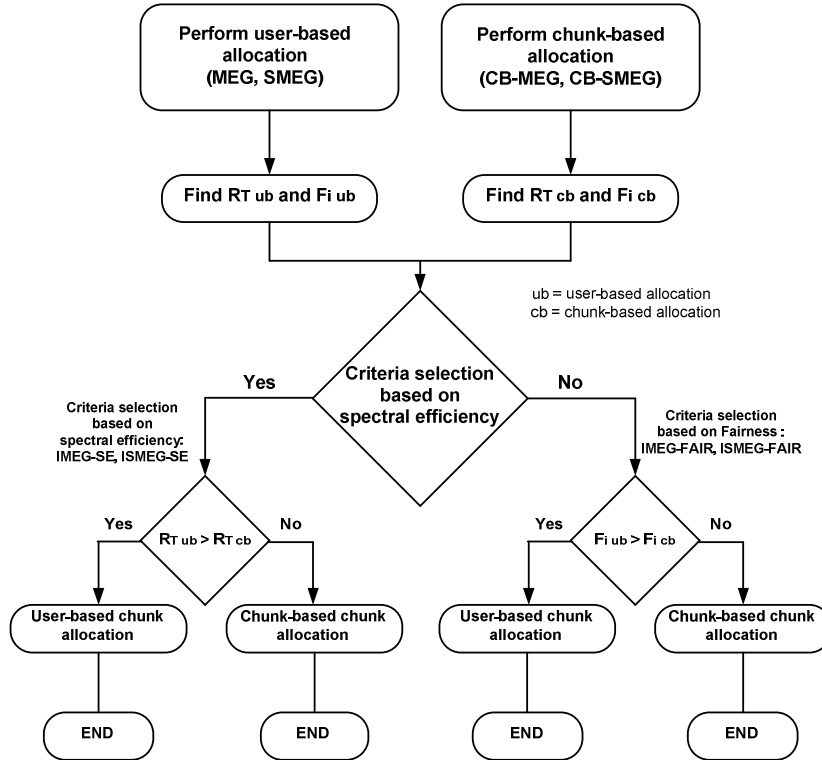 Perform user-based
allocation
(MEG, SMEG)
Perform chunk-based
allocation
(CB-MEG, CB-SMEG)
Find RT ub and Fi ub
Find RT cb and Fi cb
ub = user-based allocation
cb = chunk-based allocation
Criteria selection
based on
spectral efficiency
Yes
No
Criteria selection
based on
spectral efficiency:
IMEG-SE, ISMEG-SE
Criteria selection
based on Fairness :
IMEG-FAIR, ISMEG-FAIR
Yes
RT ub > RT cb
No
Yes
Fi ub > Fi cb
No
User-based chunk
allocation
Chunk-based chunk
allocation
User-based chunk
allocation
Chunk-based chunk
allocation
END
END
END
END